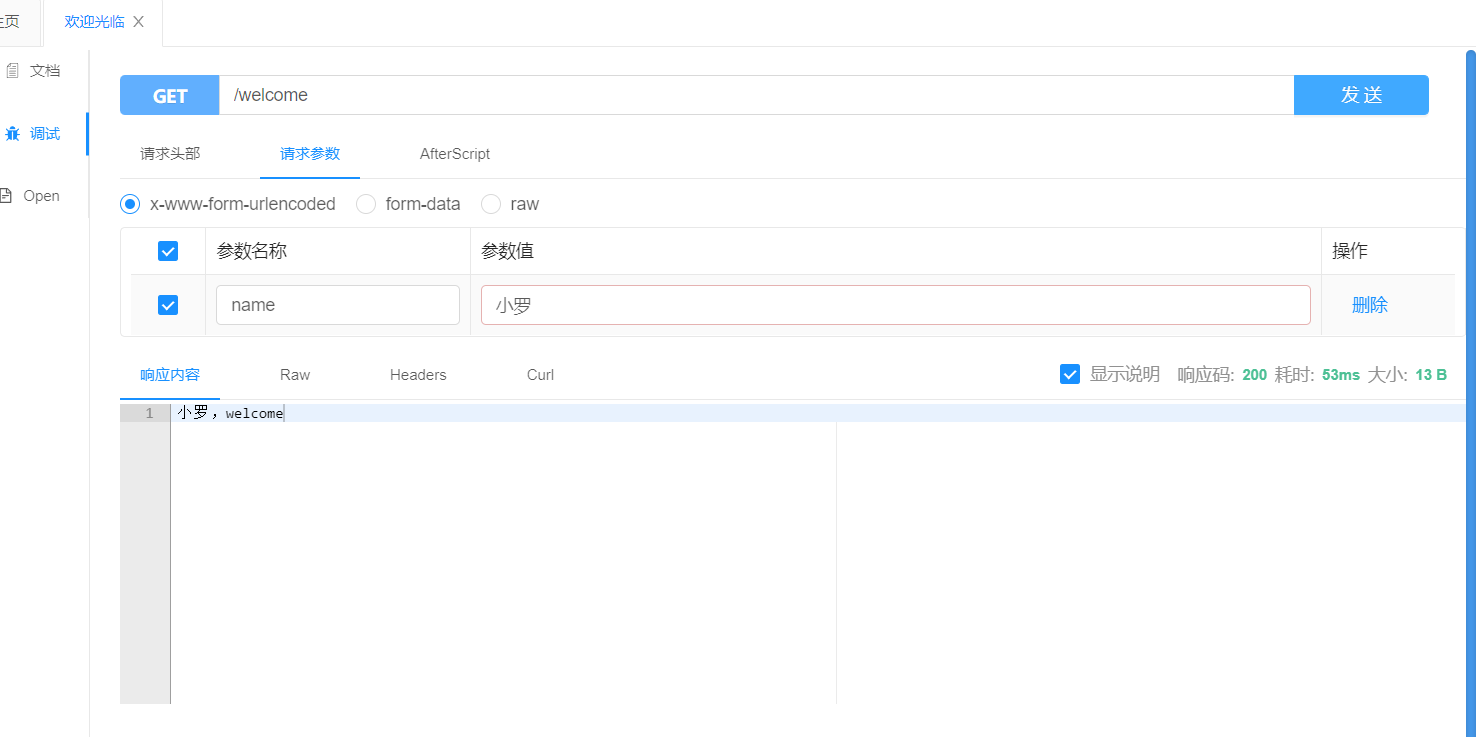 主页 欢迎光临
文档
GET /welcome 发送
调试
请求头部 请求参数 AfterScript
Open
x-www-form-urlencoded form-data raw
参数名称 参数值 操作
name 小罗 删除
响应内容 Raw Headers Curl 显示说明 响应码: 200 耗时: 53ms 大小: 13 B
1 小罗，welcome